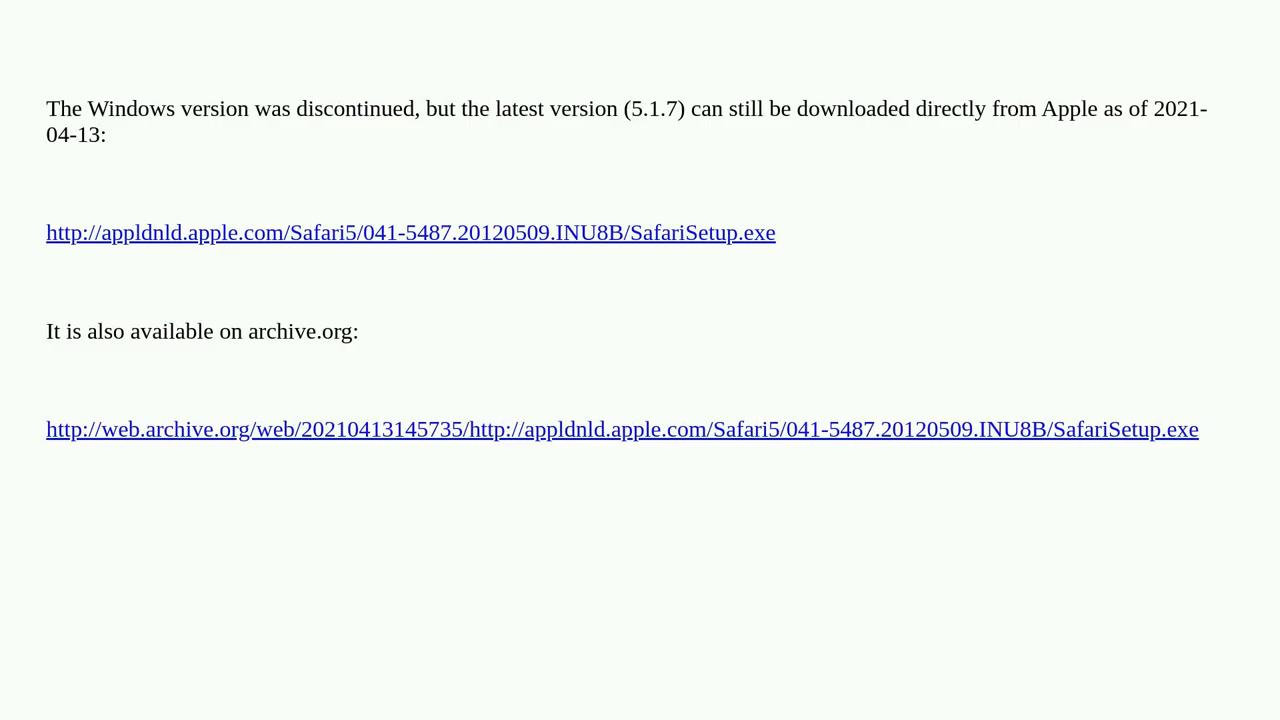 The Windows version was discontinued, but the latest version (5.1.7) can still be downloaded directly from Apple as of 2021-
04-13:
http://appldnld.apple.com/Safari5/041-5487.20120509.INU8B/SafariSetup.exe
It is also available on archive.org:
http://web.archive.org/web/20210413145735/http://appldnld.apple.com/Safari5/041-5487.20120509.INU8B/SafariSetup.exe